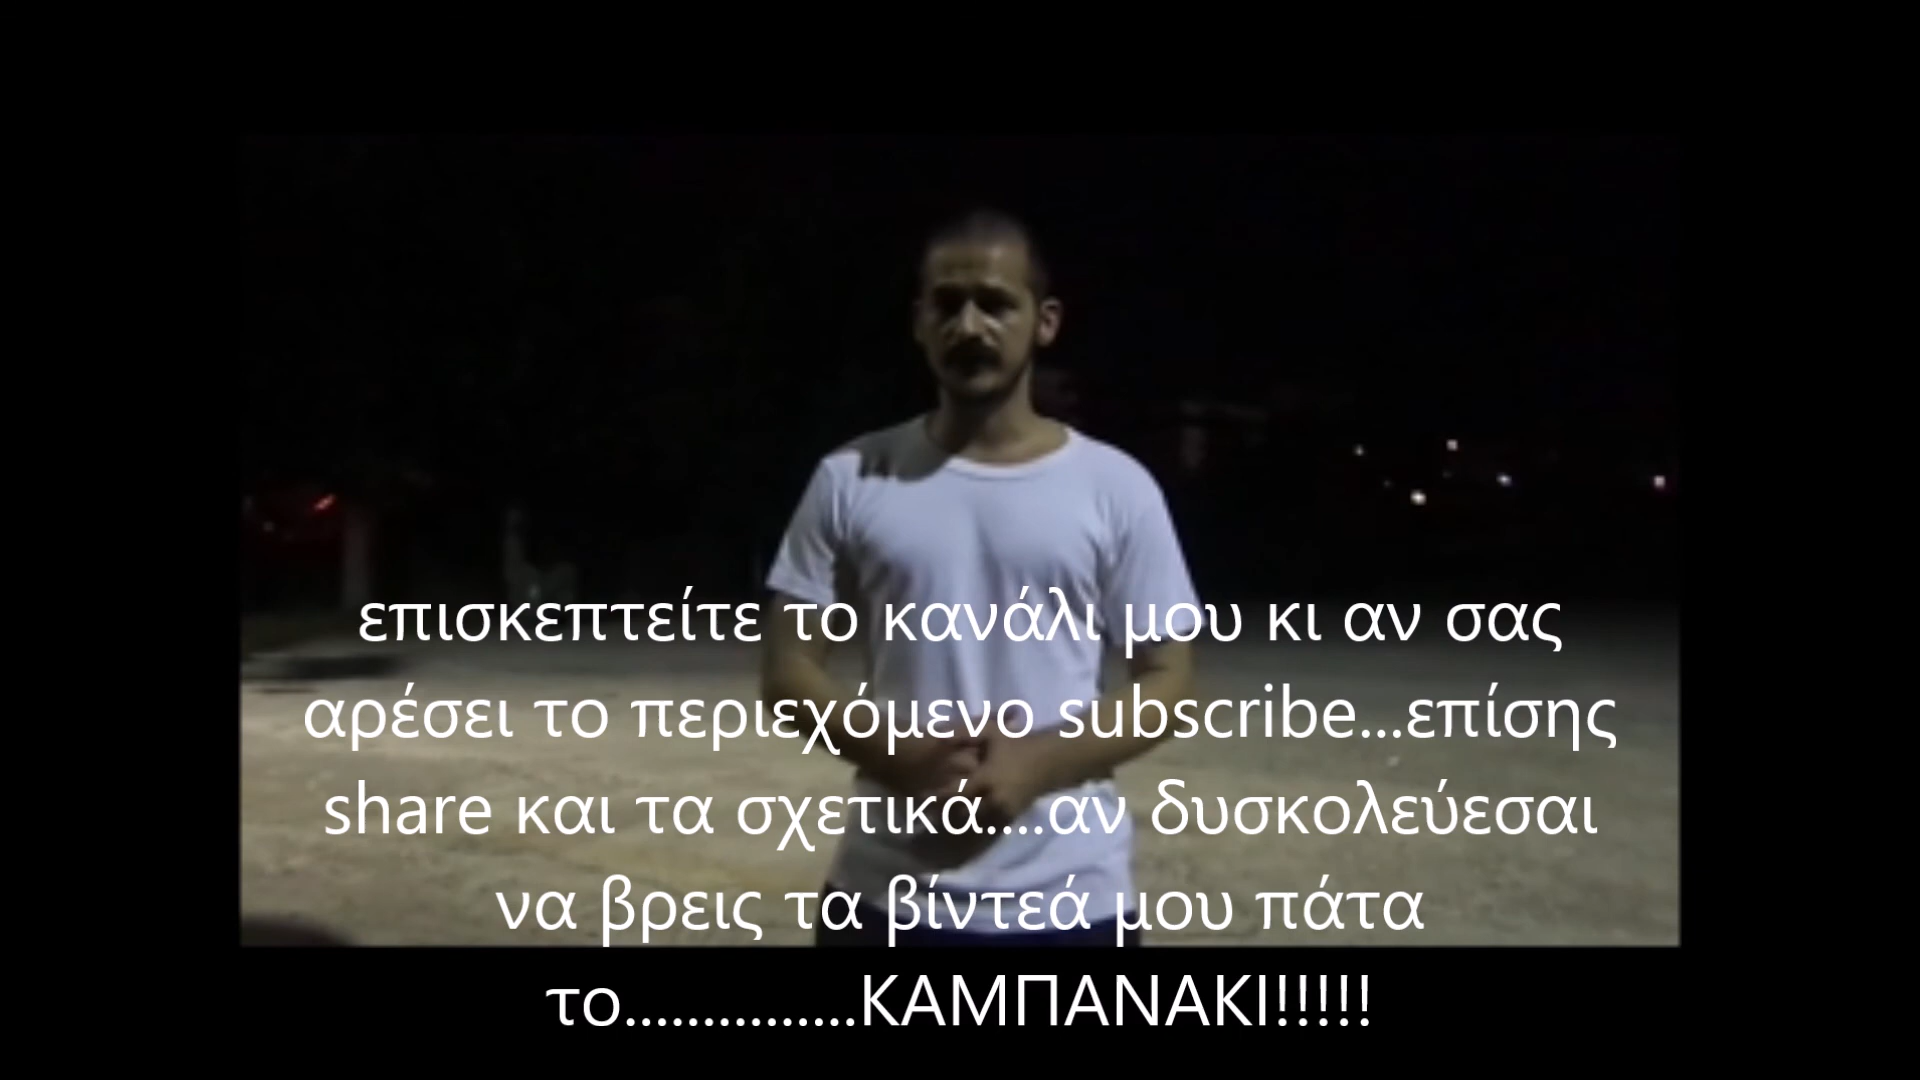 επισκεπτείτε το κανάλι μου κι αν σας
αρέσει το περιεχόμενο subscribe...επίσης
share και τα σχετικά....αν δυσκολεύεσαι
να βρεις τα βίντεά μου πάτα
το...............ΚΑΜΠΑΝΑΚΙ!!!!!